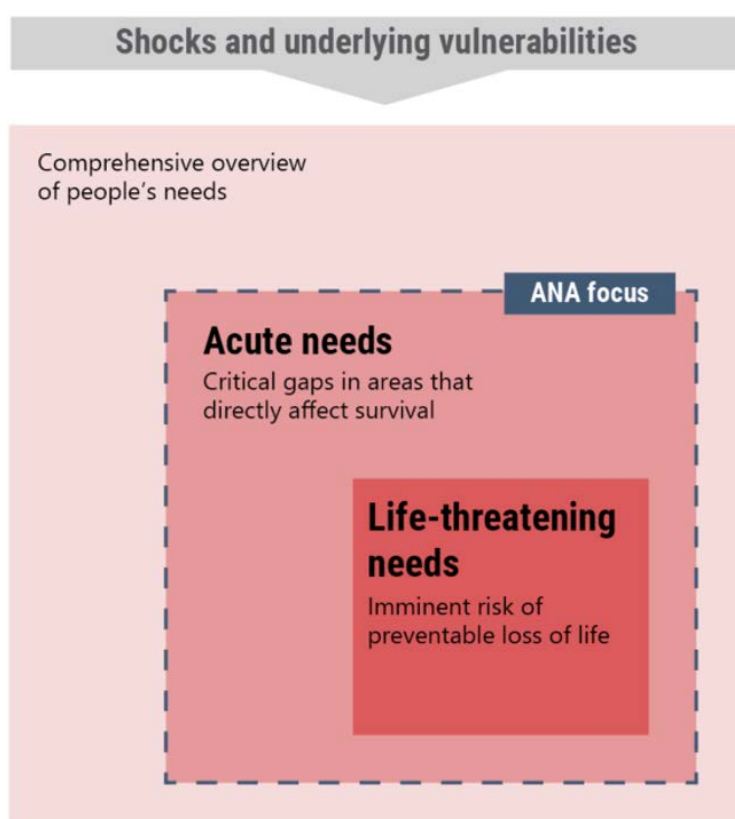 Shocks and underlying vulnerabilities
Comprehensive overview
of people's needs
ANA focus
Acute needs
Critical gaps in areas that
directly affect survival
Life-threatening
needs
Imminent risk of
preventable loss of life